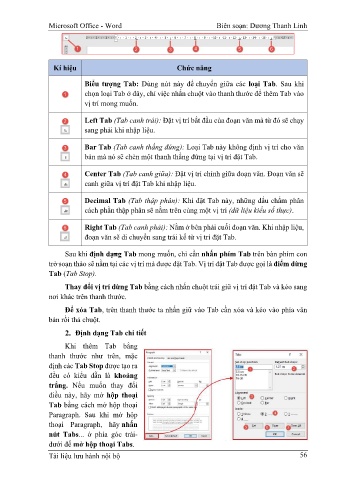 Microsoft Office - Word Biên soạn: Dương Thanh Linh
Kí hiệu Chức năng
1 Biểu tượng Tab: Dùng nút này để chuyển giữa các loại Tab. Sau khi
chọn loại Tab ở đây, chỉ việc nhấn chuột vào thanh thước để thêm Tab vào
vị trí mong muốn.
2 Left Tab (Tab canh trái): Đặt vị trí bắt đầu của đoạn văn mà từ đó sẽ chạy
sang phải khi nhập liệu.
3 Bar Tab (Tab canh thẳng đứng): Loại Tab này không định vị trí cho văn
bản mà nó sẽ chèn một thanh thẳng đứng tại vị trí đặt Tab.
4 Center Tab (Tab canh giữa): Đặt vị trí chính giữa đoạn văn. Đoạn văn sẽ
canh giữa vị trí đặt Tab khi nhập liệu.
5 Decimal Tab (Tab thập phân): Khi đặt Tab này, những dấu chấm phân
cách phần thập phân sẽ nằm trên cùng một vị trí (dữ liệu kiểu số thực).
6 Right Tab (Tab canh phải): Nằm ở bên phải cuối đoạn văn. Khi nhập liệu,
đoạn văn sẽ di chuyển sang trái kể từ vị trí đặt Tab.
Sau khi định dạng Tab mong muốn, chỉ cần nhấn phím Tab trên bàn phím con
trỏ soạn thảo sẽ nằm tại các vị trí mà được đặt Tab. Vị trí đặt Tab được gọi là điểm dừng
Tab (Tab Stop).
Thay đổi vị trí dừng Tab bằng cách nhấn chuột trái giữ vị trí đặt Tab và kéo sang
nơi khác trên thanh thước.
Để xóa Tab, trên thanh thước ta nhấn giữ vào Tab cần xóa và kéo vào phía văn
bản rồi thả chuột.
2. Định dạng Tab chi tiết
Khi thêm Tab bằng
thanh thước như trên, mặc
định các Tab Stop được tạo ra
đều có kiểu dẫn là khoảng
trắng. Nếu muốn thay đổi
điều này, hãy mở hộp thoại
Tab bằng cách mở hộp thoại
Paragraph. Sau khi mở hộp
thoại Paragraph, hãy nhấn
nút Tabs... ở phía góc trái-
dưới để mở hộp thoại Tabs.
Tài liệu lưu hành nội bộ 56